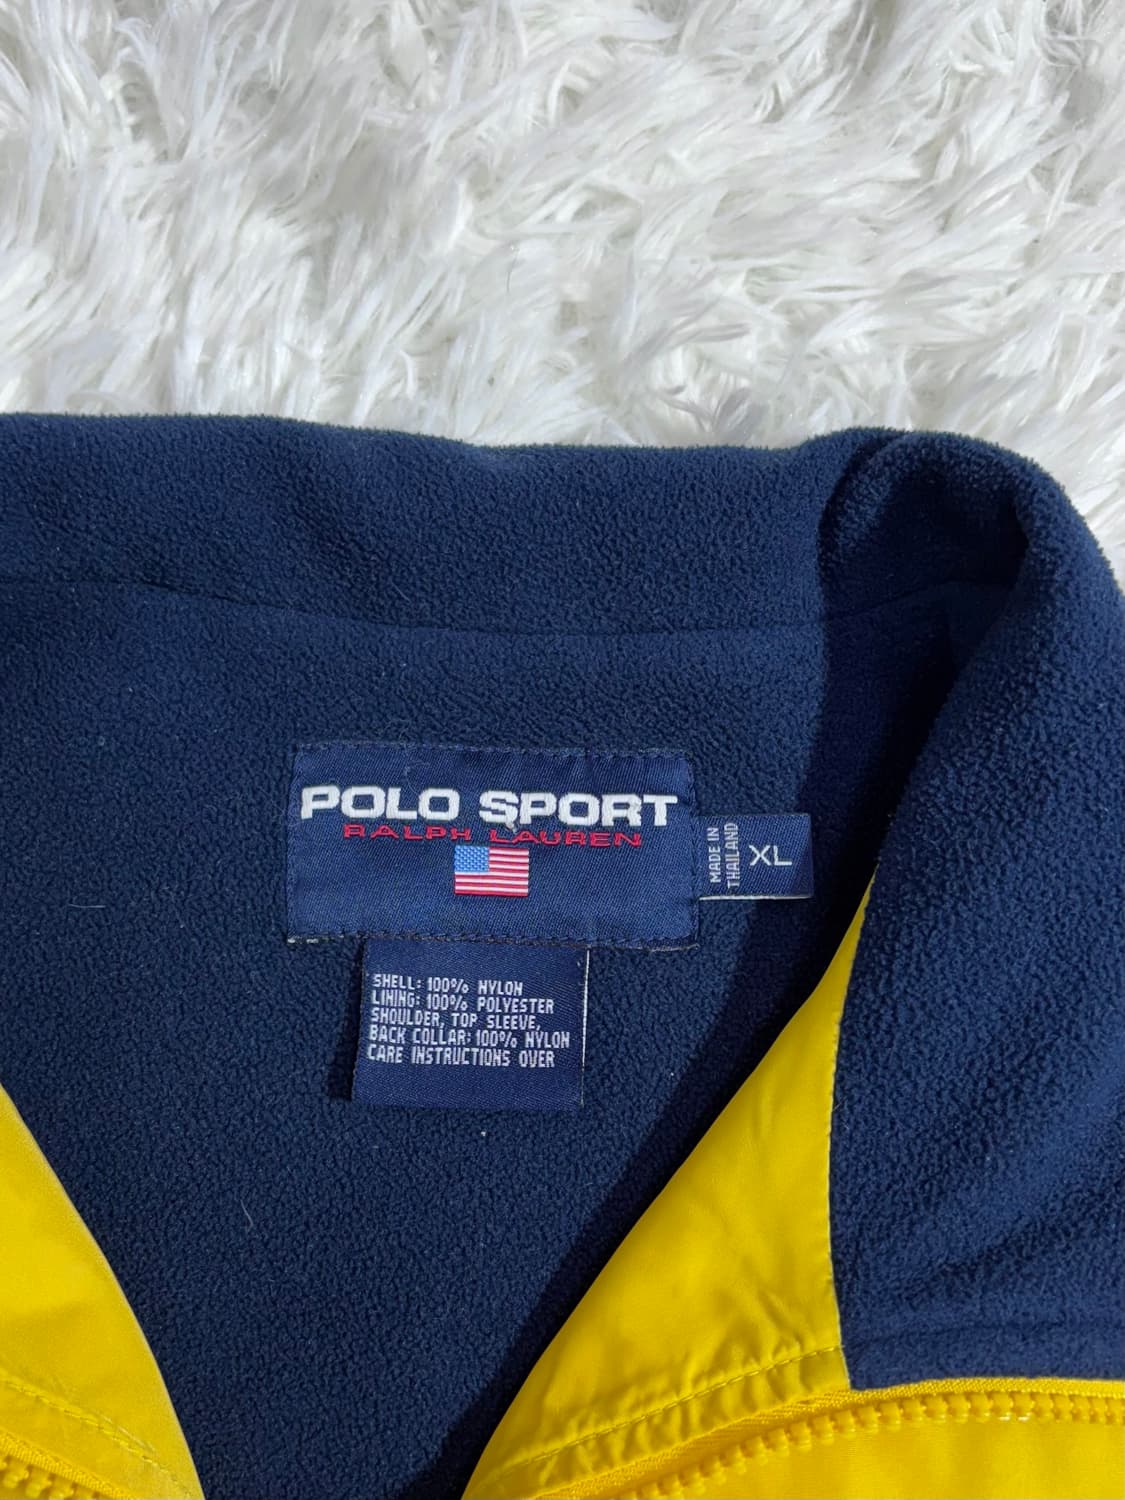 POLO SPORT
RALPH LAUREN
MADE IN
THAILAND
XL
SHELL: 100% NYLON
LINING: 100% POLYESTER
SHOULDER, TOP SLEEVE,
BACK COLLAR: 100% NYLON
CARE INSTRUCTIONS OVER